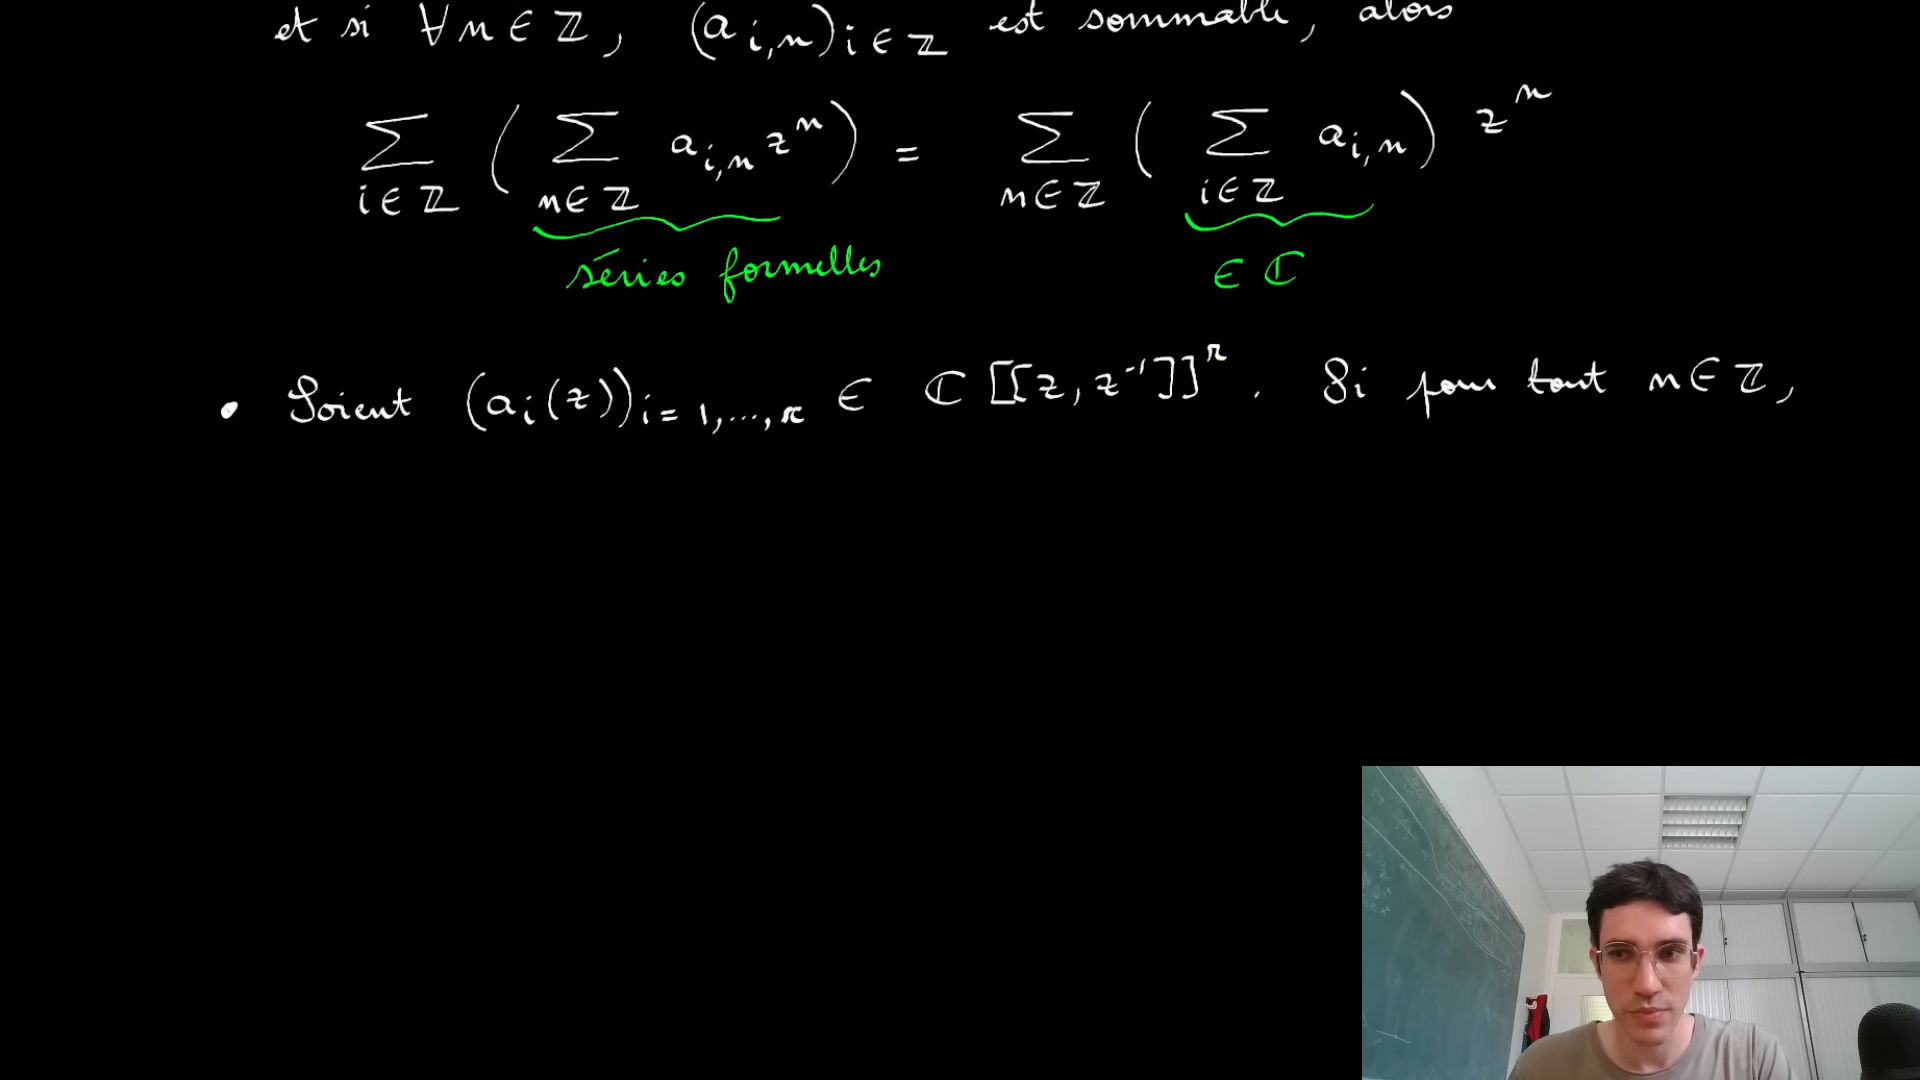 et si ∀n ∈ ℤ, (a_{i,n})_{i ∈ ℤ} est sommable, alors
∑_{i∈ℤ} ( ∑_{n∈ℤ} a_{i,n} z^n ) = ∑_{n∈ℤ} ( ∑_{i∈ℤ} a_{i,n} ) z^n
séries formelles ∈ ℂ
• Soient (a_i(z))_{i=1,...,r} ∈ ℂ[[z, z^{-1}]]^r. Si pour tout n ∈ ℤ,